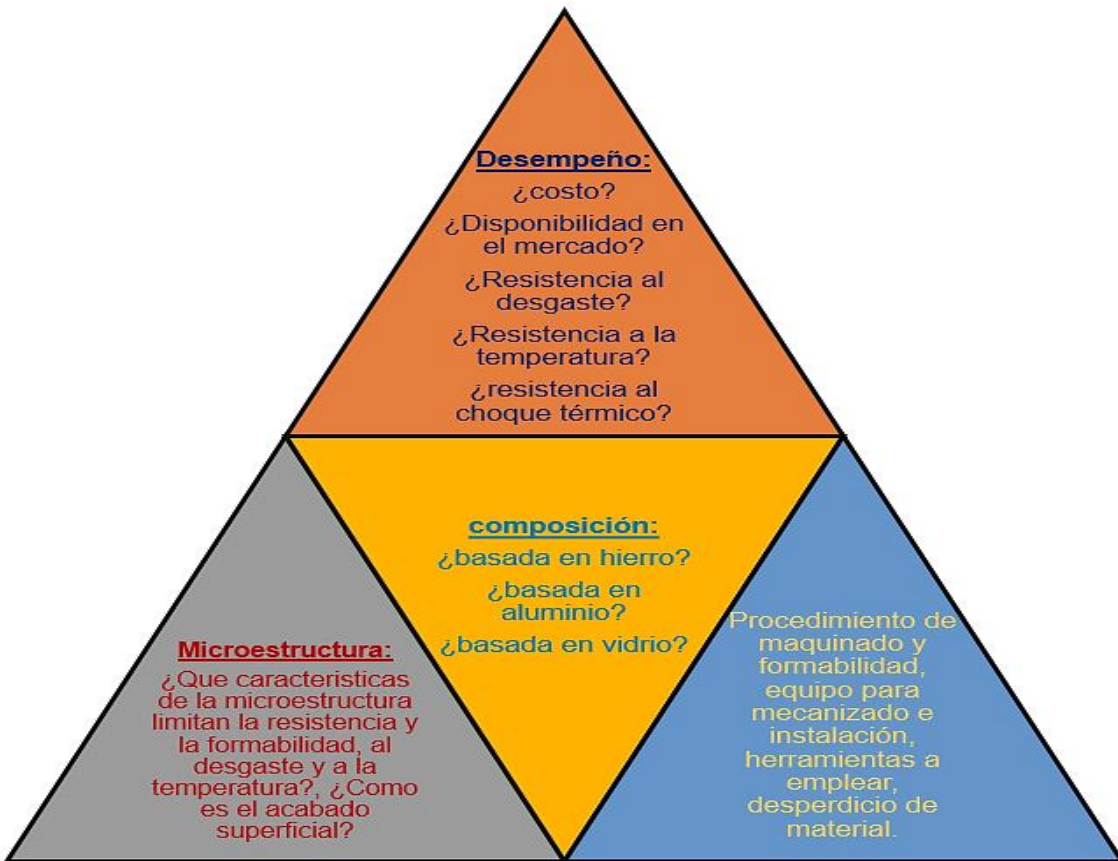 Desempeño:
¿costo?
¿Disponibilidad en
el mercado?
¿Resistencia al
desgaste?
¿Resistencia a la
temperatura?
¿resistencia al
choque térmico?
composición:
¿basada en hierro?
¿basada en
aluminio?
¿basada en vidrio?
Microestructura:
¿Que características
de la microestructura
limitan la resistencia y
la formabilidad, al
desgaste y a la
temperatura?, ¿Como
es el acabado
superficial?
Procedimiento de
maquinado y
formabilidad,
equipo para
mecanizado e
instalación,
herramientas a
emplear,
desperdicio de
material.